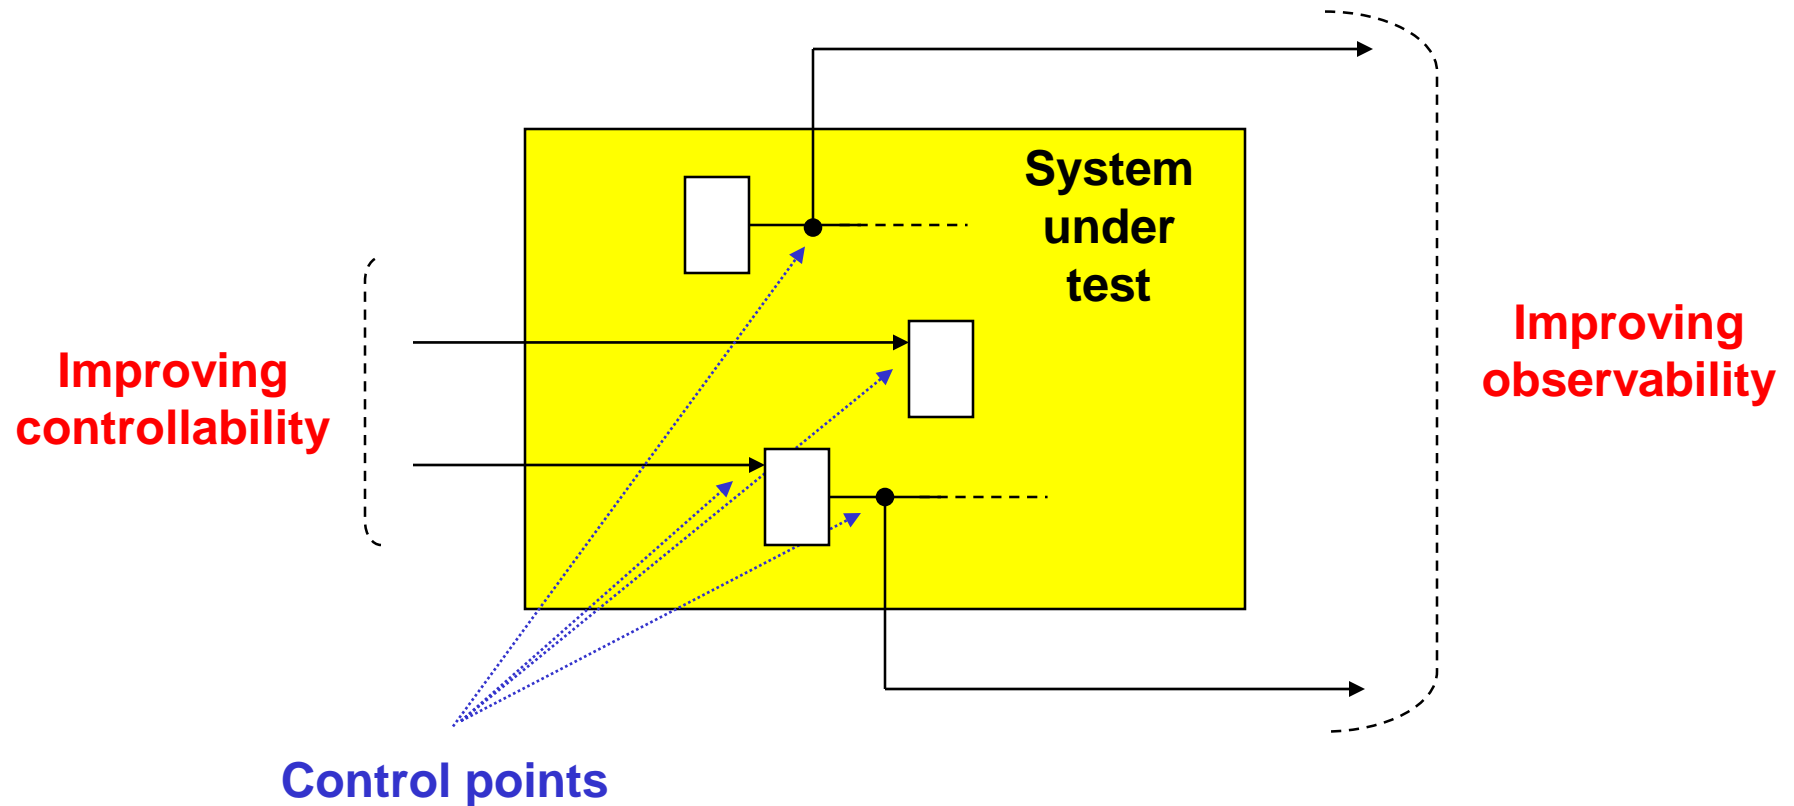 System
under
test
Improving
controllability
Improving
observability
Control points